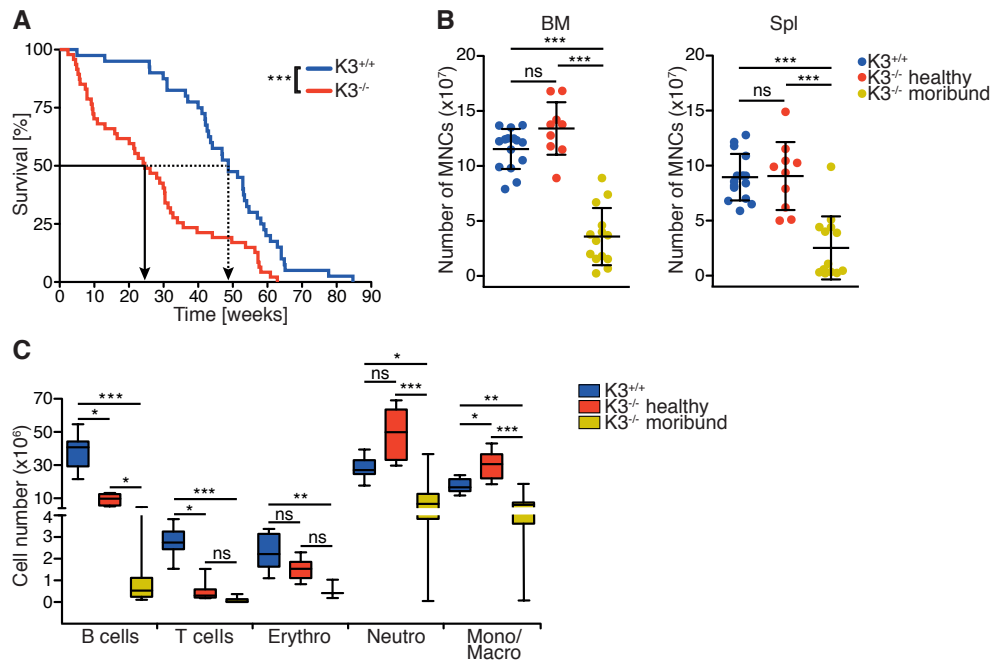 A
Survival [%]
100
75
50
25
0
0 10 20 30 40 50 60 70 80 90
Time [weeks]
***
K3+/+
K3-/-
B
BM
Number of MNCs (x10⁷)
20
15
10
5
0
***
***
ns
Spl
Number of MNCs (x10⁷)
20
15
10
5
0
***
***
ns
K3+/+
K3-/- healthy
K3-/- moribund
C
Cell number (x10⁶)
70
50
30
10
4
3
2
1
0
***
*
*
***
*
ns
**
ns
ns
*
ns
***
**
*
***
B cells T cells Erythro Neutro Mono/
Macro
K3+/+
K3-/- healthy
K3-/- moribund